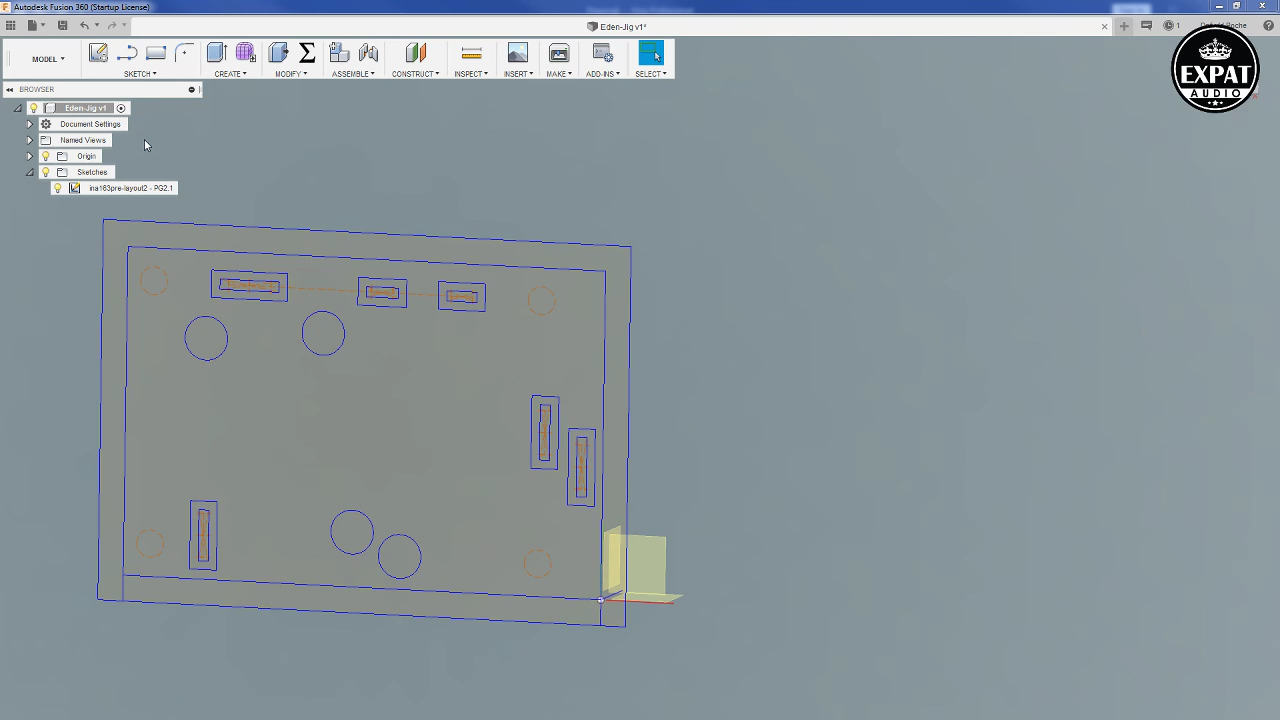 Autodesk Fusion 360 (Startup License)
Eden-Jig v1*
1
MODEL
SKETCH
CREATE
MODIFY
ASSEMBLE
CONSTRUCT
INSPECT
INSERT
MAKE
ADD-INS
SELECT
EXPAT
AUDIO
BROWSER
Eden-Jig v1
Document Settings
Named Views
Origin
Sketches
ina163pre-layout2 - PG2.1